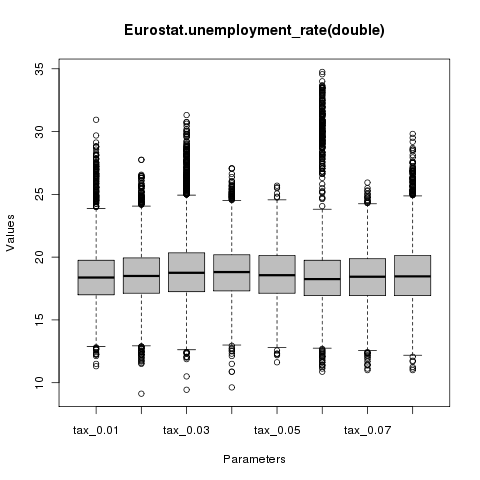 Eurostat.unemployment_rate(double)
35
30
25
20
15
10
Values
tax_0.01 tax_0.03 tax_0.05 tax_0.07
Parameters